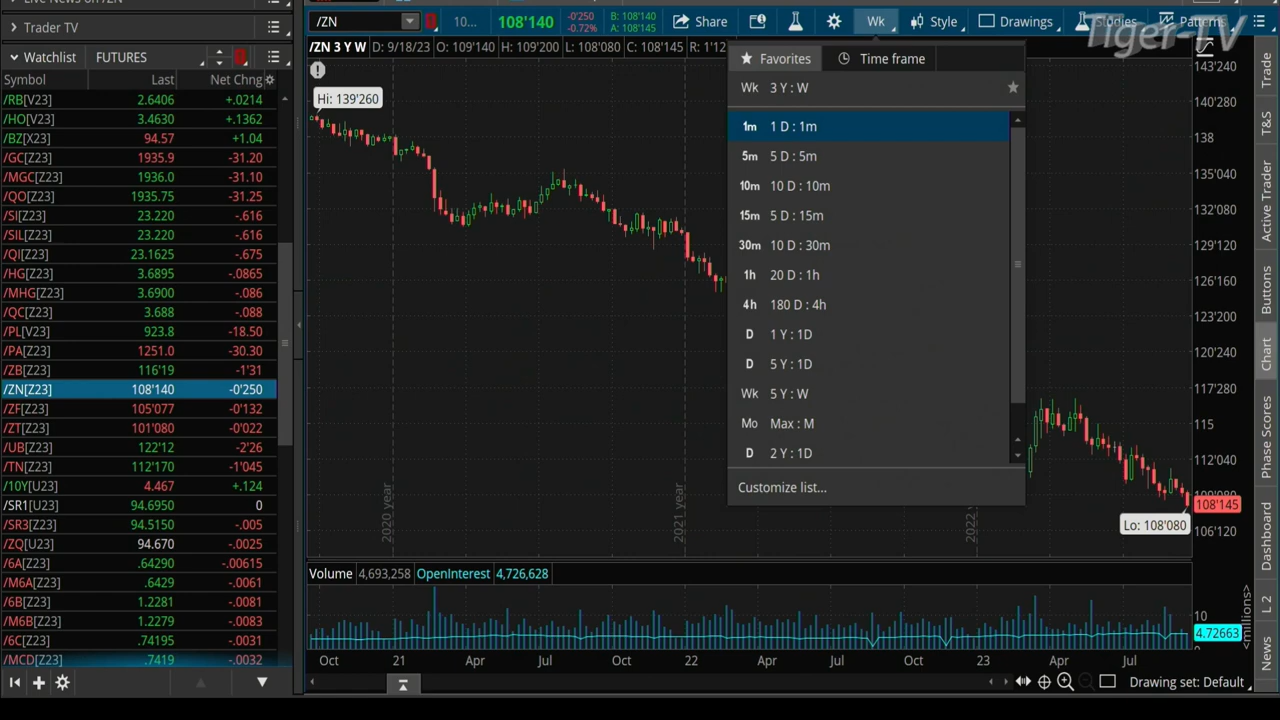 Live News on Trader TV
Trader TV
Watchlist FUTURES
Symbol Last Net Chng
/RB[V23] 2.6406 +.0214
/HO[V23] 3.4630 +.1362
/BZ[X23] 94.57 +1.04
/GC[Z23] 1935.9 -31.20
/MGC[Z23] 1936.0 -31.10
/QO[Z23] 1935.75 -31.25
/SI[Z23] 23.220 -.616
/SIL[Z23] 23.220 -.616
/QI[Z23] 23.1625 -.675
/HG[Z23] 3.6895 -.0865
/MHG[Z23] 3.6900 -.086
/QC[Z23] 3.688 -.088
/PL[V23] 923.8 -18.50
/PA[Z23] 1251.0 -30.30
/ZB[Z23] 116'19 -1'31
/ZN[Z23] 108'140 -0'250
/ZF[Z23] 105'077 -0'132
/ZT[Z23] 101'080 -0'022
/UB[Z23] 122'12 -2'26
/TN[Z23] 112'170 -1'045
/10Y[U23] 4.467 +.124
/SR1[U23] 94.6950 0
/SR3[Z23] 94.5150 -.005
/ZQ[U23] 94.670 -.0025
/6A[Z23] .64290 -.00615
/M6A[Z23] .6429 -.0061
/6B[Z23] 1.2281 -.0081
/M6B[Z23] 1.2279 -.0083
/6C[Z23] .74195 -.0031
/MCD[Z23] .7419 -.0032
/ZN 10... 108'140 -0'250 -0.72% B: 108'140 A: 108'145 Share Wk Style Drawings Studies Patterns
Tiger-TV
/ZN 3 Y W D: 9/18/23 O: 109'140 H: 109'200 L: 108'080 C: 108'145 R: 1'12
Hi: 139'260
Favorites Time frame
Wk 3 Y : W
1m 1 D : 1m
5m 5 D : 5m
10m 10 D : 10m
15m 5 D : 15m
30m 10 D : 30m
1h 20 D : 1h
4h 180 D : 4h
D 1 Y : 1D
D 5 Y : 1D
Wk 5 Y : W
Mo Max : M
D 2 Y : 1D
Customize list...
143'240
140'280
138
135'040
132'080
129'120
126'160
123'200
120'240
117'280
115
112'040
109'080
108'145
106'120
Lo: 108'080
2020 year
2021 year
2022
Volume 4,693,258 OpenInterest 4,726,628
10
4.72663
0
<millons>
Oct 21 Apr Jul Oct 22 Apr Jul Oct 23 Apr Jul
Drawing set: Default
Trade
T&S
Active Trader
Buttons
Chart
Phase Scores
Dashboard
L 2
News